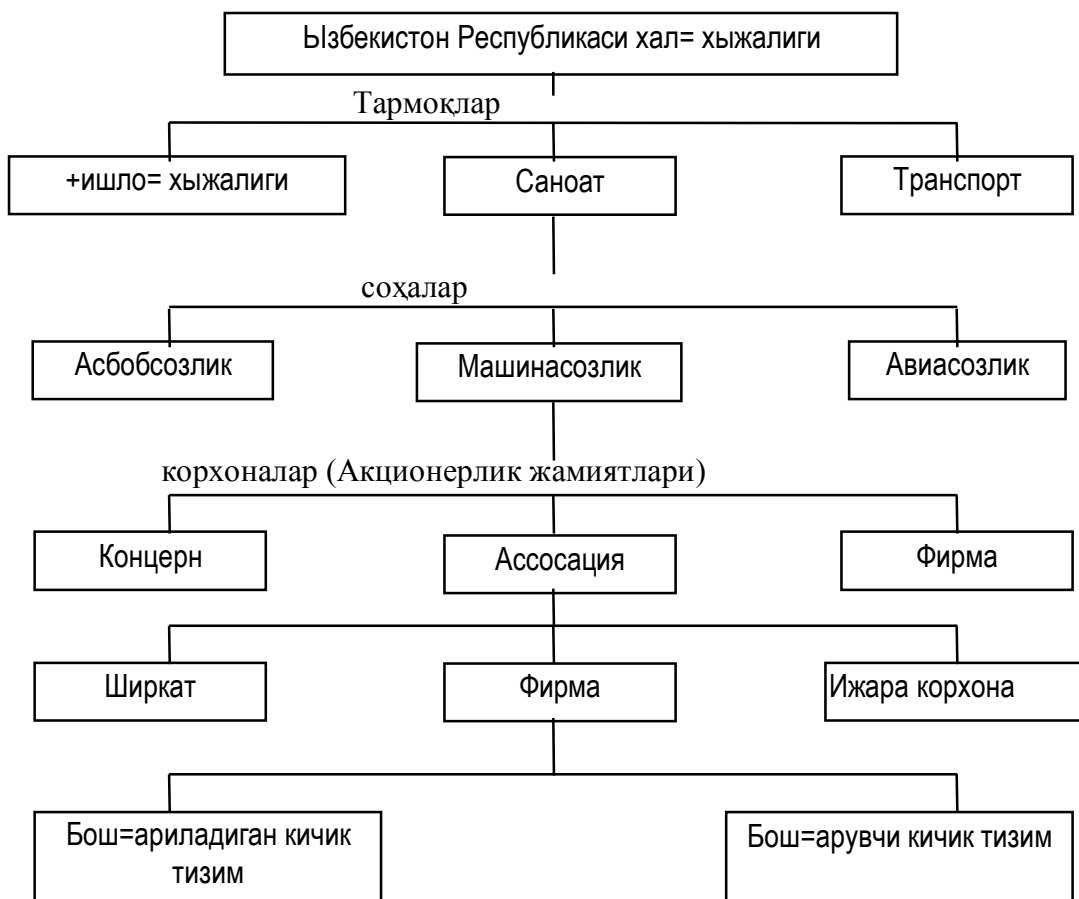 Ызбекистон Республикаси хал= хыжалиги
Тармоқлар
+ишло= хыжалиги
Саноат
Транспорт
соҳалар
Асбобсозлик
Машинасозлик
Авиасозлик
корхоналар (Акционерлик жамиятлари)
Концерн
Ассосация
Фирма
Ширкат
Фирма
Ижара корхона
Бош=ариладиган кичик
тизим
Бош=арувчи кичик тизим